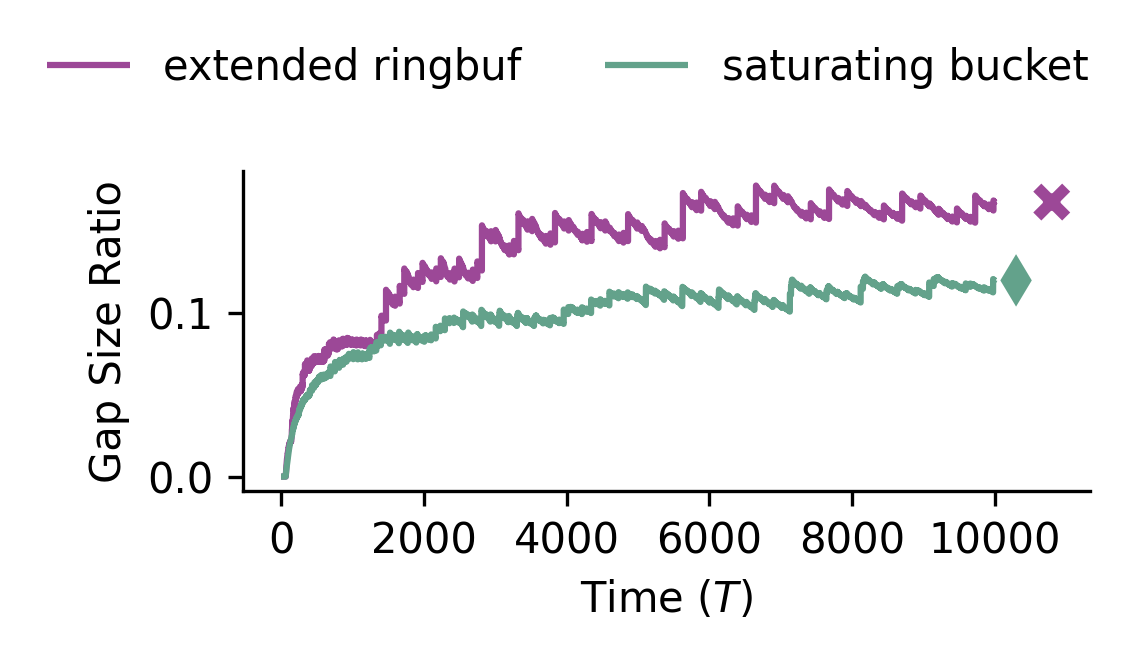 extended ringbuf saturating bucket
Gap Size Ratio
0.1
0.0
0 2000 4000 6000 8000 10000
Time (T)